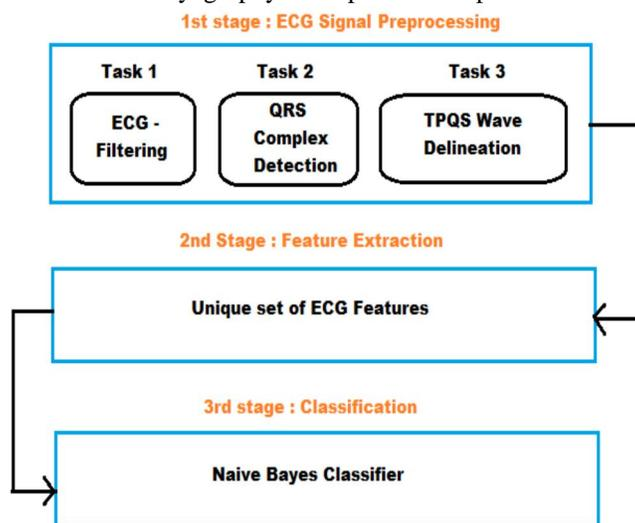 1st stage : ECG Signal Preprocessing
Task 1
Task 2
Task 3
ECG -
Filtering
QRS
Complex
Detection
TPQS Wave
Delineation
2nd Stage : Feature Extraction
Unique set of ECG Features
3rd stage : Classification
Naive Bayes Classifier